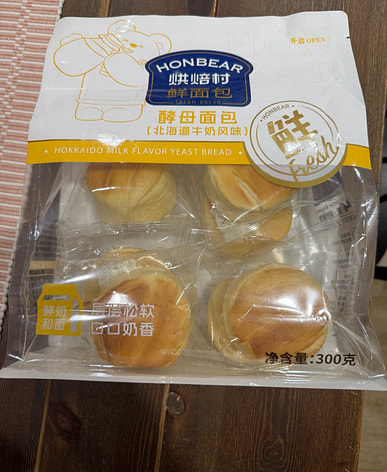 开启(OPEN)
HONBEAR
烘焙村
鲜面包
FRESH BREAD
酵母面包
(北海道牛奶风味)
HOKKAIDO MILK FLAVOR YEAST BREAD
HONBEAR
鲜
Fresh
鲜奶
和面
层层松软
口口奶香
净含量:300克